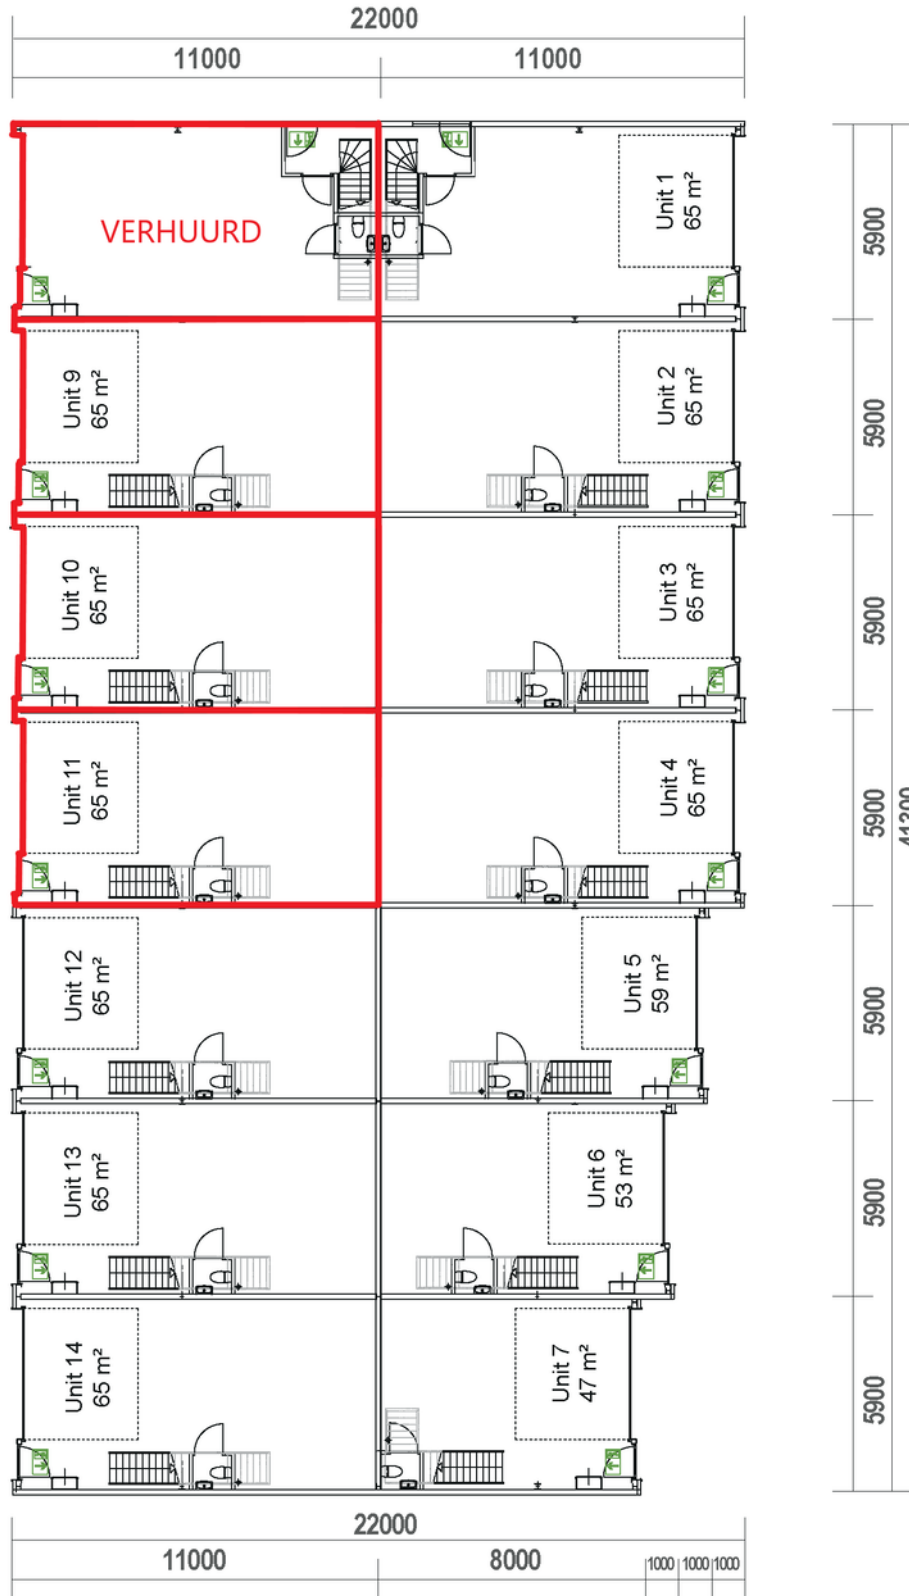 22000
11000
11000
VERHUURD
Unit 1
65 m²
5900
Unit 9
65 m²
Unit 2
65 m²
5900
Unit 10
65 m²
Unit 3
65 m²
5900
Unit 11
65 m²
Unit 4
65 m²
5900
41300
Unit 12
65 m²
Unit 5
59 m²
5900
Unit 13
65 m²
Unit 6
53 m²
5900
Unit 14
65 m²
Unit 7
47 m²
5900
22000
11000
8000
1000
1000
1000